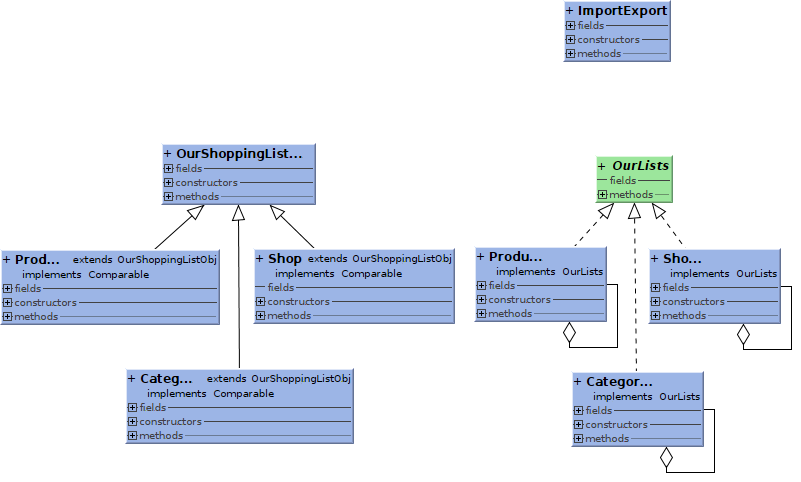 + ImportExport
fields
constructors
methods
+ OurShoppingList...
fields
constructors
methods
+ OurLists
fields
methods
+ Prod... extends OurShoppingListObj
implements Comparable
fields
constructors
methods
+ Shop extends OurShoppingListObj
implements Comparable
fields
constructors
methods
+ Produ...
implements OurLists
fields
constructors
methods
+ Sho...
implements OurLists
fields
constructors
methods
+ Categ... extends OurShoppingListObj
implements Comparable
fields
constructors
methods
+ Categor...
implements OurLists
fields
constructors
methods